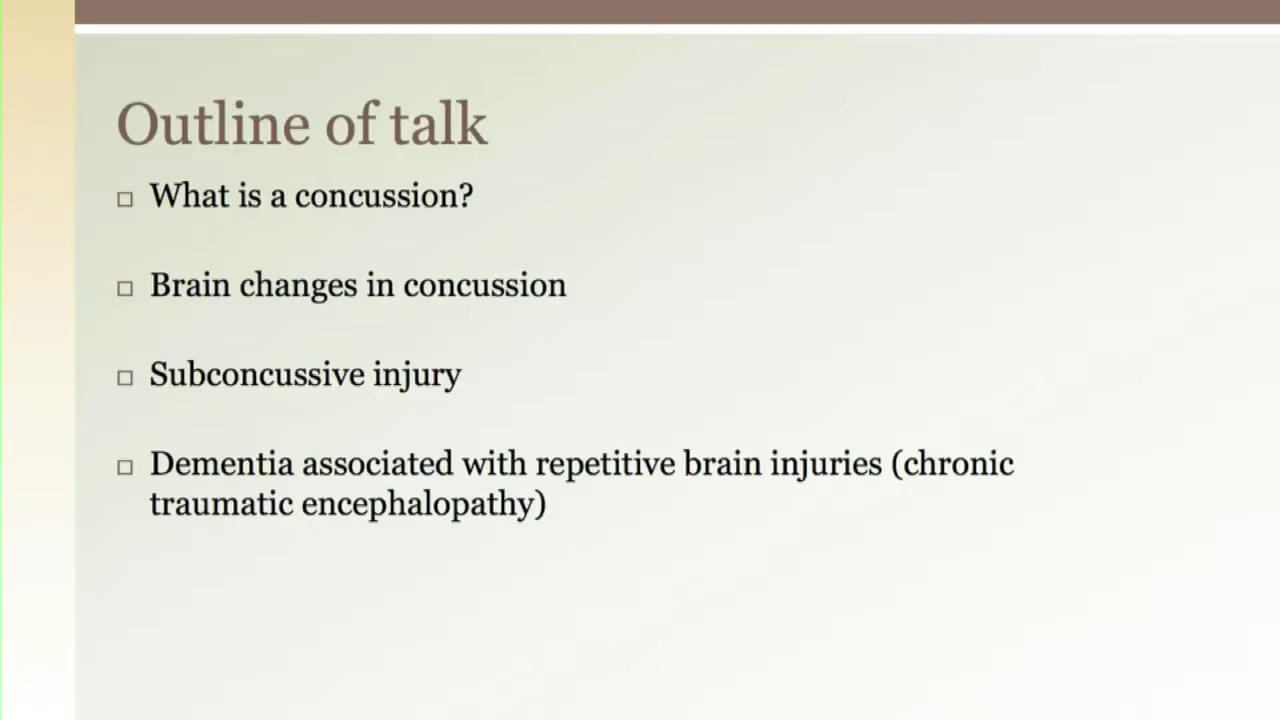 Outline of talk
What is a concussion?
Brain changes in concussion
Subconcussive injury
Dementia associated with repetitive brain injuries (chronic
traumatic encephalopathy)